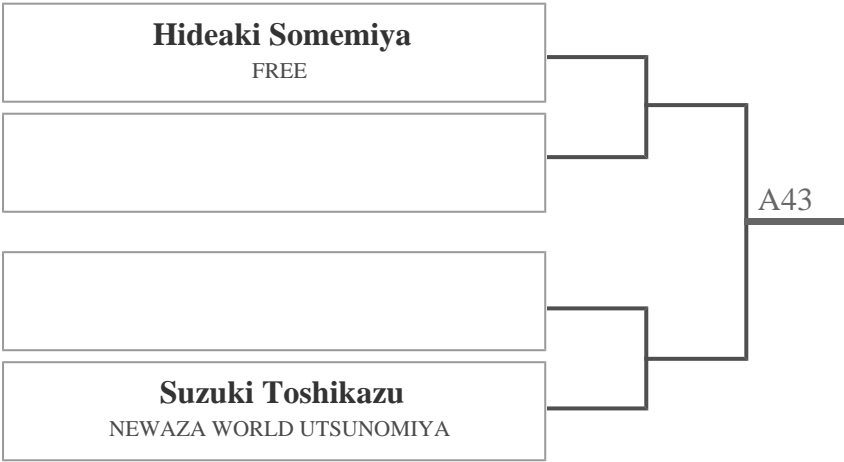 Hideaki Somemiya
FREE
A43
Suzuki Toshikazu
NEWAZA WORLD UTSUNOMIYA